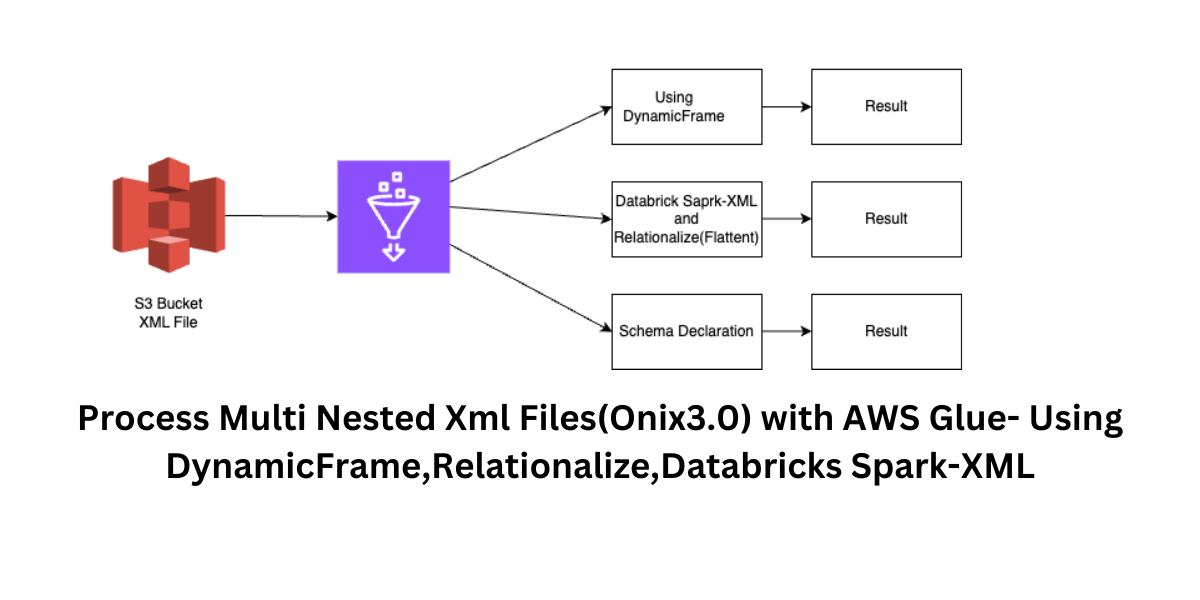 Using
DynamicFrame
Result
Databrick Saprk-XML
and
Relationalize(Flattent)
Result
S3 Bucket
XML File
Schema Declaration
Result
Process Multi Nested Xml Files(Onix3.0) with AWS Glue- Using
DynamicFrame,Relationalize,Databricks Spark-XML